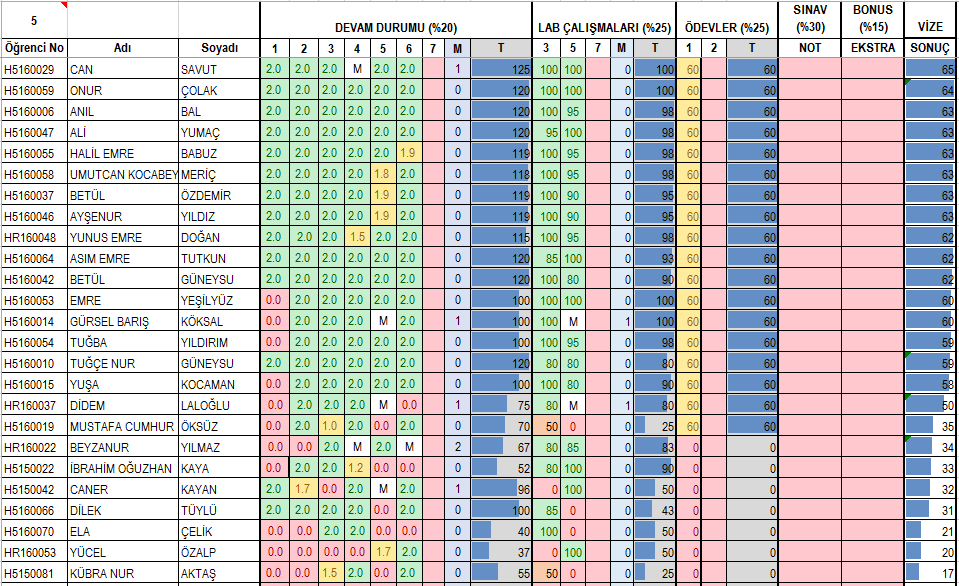 5 DEVAM DURUMU (%20) LAB ÇALIŞMALARI (%25) ÖDEVLER (%25) SINAV (%30) BONUS (%15) VİZE
Öğrenci No Adı Soyadı 1 2 3 4 5 6 7 M T 3 5 7 M T 1 2 T NOT EKSTRA SONUÇ
H5160029 CAN SAVUT 2.0 2.0 2.0 M 2.0 2.0 1 125 100 100 0 100 60 60 65
H5160059 ONUR ÇOLAK 2.0 2.0 2.0 2.0 2.0 2.0 0 120 100 100 0 100 60 60 64
H5160006 ANIL BAL 2.0 2.0 2.0 2.0 2.0 2.0 0 120 100 95 0 98 60 60 63
H5160047 ALİ YUMAÇ 2.0 2.0 2.0 2.0 2.0 2.0 0 120 95 100 0 98 60 60 63
H5160055 HALİL EMRE BABUZ 2.0 2.0 2.0 2.0 2.0 1.9 0 119 100 95 0 98 60 60 63
H5160058 UMUTCAN KOCABEY MERİÇ 2.0 2.0 2.0 2.0 1.8 2.0 0 118 100 95 0 98 60 60 63
H5160037 BETÜL ÖZDEMİR 2.0 2.0 2.0 2.0 1.9 2.0 0 119 100 90 0 95 60 60 63
H5160046 AYŞENUR YILDIZ 2.0 2.0 2.0 2.0 1.9 2.0 0 119 100 90 0 95 60 60 63
HR160048 YUNUS EMRE DOĞAN 2.0 2.0 2.0 1.5 2.0 2.0 0 115 100 95 0 98 60 60 62
H5160064 ASIM EMRE TUTKUN 2.0 2.0 2.0 2.0 2.0 2.0 0 120 85 100 0 93 60 60 62
H5160042 BETÜL GÜNEYSU 2.0 2.0 2.0 2.0 2.0 2.0 0 120 100 80 0 90 60 60 62
H5160053 EMRE YEŞİLYÜZ 0.0 2.0 2.0 2.0 2.0 2.0 0 100 100 100 0 100 60 60 60
H5160014 GÜRSEL BARIŞ KÖKSAL 0.0 2.0 2.0 2.0 M 2.0 1 100 100 M 1 100 60 60 60
H5160054 TUĞBA YILDIRIM 0.0 2.0 2.0 2.0 2.0 2.0 0 100 100 95 0 98 60 60 59
H5160010 TUĞÇE NUR GÜNEYSU 2.0 2.0 2.0 2.0 2.0 2.0 0 120 80 80 0 80 60 60 59
H5160015 YUŞA KOCAMAN 0.0 2.0 2.0 2.0 2.0 2.0 0 100 100 80 0 90 60 60 58
HR160037 DİDEM LALOĞLU 0.0 2.0 2.0 2.0 M 0.0 1 75 80 M 1 80 60 60 50
H5160019 MUSTAFA CUMHUR ÖKSÜZ 0.0 2.0 1.0 2.0 0.0 2.0 0 70 50 0 0 25 60 60 35
HR160022 BEYZANUR YILMAZ 0.0 0.0 2.0 M 2.0 M 2 67 80 85 0 83 0 0 34
H5150022 İBRAHİM OĞUZHAN KAYA 0.0 2.0 2.0 1.2 0.0 0.0 0 52 80 100 0 90 0 0 33
H5150042 CANER KAYAN 2.0 1.7 0.0 2.0 M 2.0 1 96 0 100 0 50 0 0 32
H5160066 DİLEK TÜYLÜ 2.0 2.0 2.0 2.0 0.0 2.0 0 100 85 0 0 43 0 0 31
H5160070 ELA ÇELİK 0.0 0.0 2.0 2.0 0.0 0.0 0 40 100 0 0 50 0 0 21
HR160053 YÜCEL ÖZALP 0.0 0.0 0.0 0.0 1.7 2.0 0 37 0 100 0 50 0 0 20
H5150081 KÜBRA NUR AKTAŞ 0.0 0.0 1.5 2.0 0.0 2.0 0 55 50 0 0 25 0 0 17